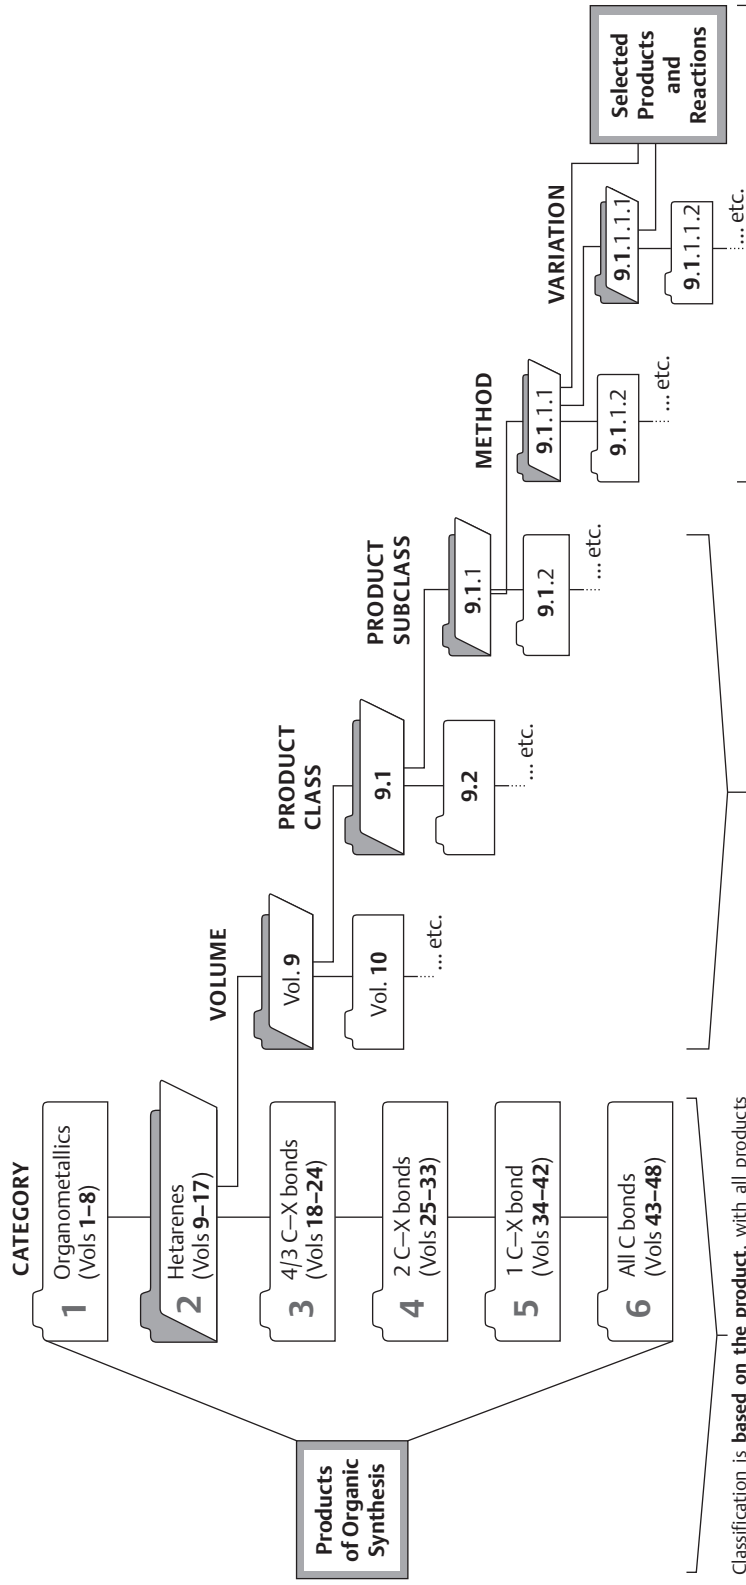 Products
of Organic
Synthesis
CATEGORY
1 Organometallics
(Vols 1–8)
2 Hetarenes
(Vols 9–17)
3 4/3 C–X bonds
(Vols 18–24)
4 2 C–X bonds
(Vols 25–33)
5 1 C–X bond
(Vols 34–42)
6 All C bonds
(Vols 43–48)
VOLUME
Vol. 9
Vol. 10
... etc.
PRODUCT
CLASS
9.1
9.2
... etc.
PRODUCT
SUBCLASS
9.1.1
9.1.2
... etc.
METHOD
9.1.1.1
9.1.1.2
... etc.
VARIATION
9.1.1.1.1
9.1.1.1.2
... etc.
Selected
Products
and
Reactions
Classification is based on the product, with all products